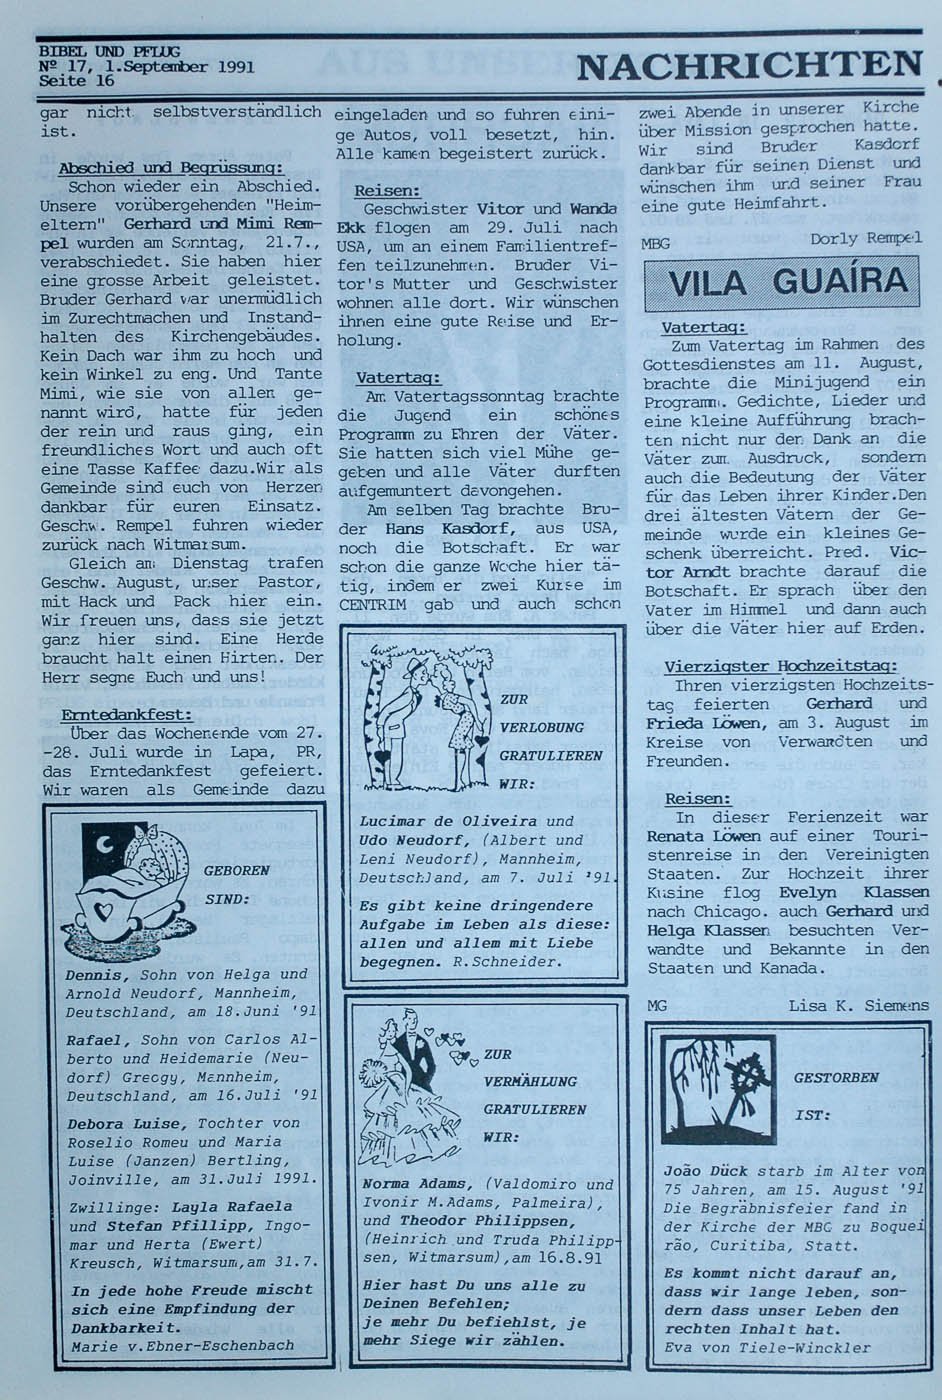 BIBEL UND PFLUG
Nº 17, 1.September 1991
Seite 16
NACHRICHTEN
gar nicht selbstverständlich
ist.
Abschied und Begrüssung:
Schon wieder ein Abschied.
Unsere vorübergehenden "Heim-
eltern" Gerhard und Mimi Rem-
pel wurden am Sonntag, 21.7.,
verabschiedet. Sie haben hier
eine grosse Arbeit geleistet.
Bruder Gerhard war unermüdlich
im Zurechtmachen und Instand-
halten des Kirchengebäudes.
Kein Dach war ihm zu hoch und
kein Winkel zu eng. Und Tante
Mimi, wie sie von allen ge-
nannt wird, hatte für jeden
der rein und raus ging, ein
freundliches Wort und auch oft
eine Tasse Kaffee dazu.Wir als
Gemeinde sind euch von Herzen
dankbar für euren Einsatz.
Geschw. Rempel fuhren wieder
zurück nach Witmarsum.
Gleich am Dienstag trafen
Geschw. August, unser Pastor,
mit Hack und Pack hier ein.
Wir freuen uns, dass sie jetzt
ganz hier sind. Eine Herde
braucht halt einen Hirten. Der
Herr segne Euch und uns!
Erntedankfest:
Über das Wochenende vom 27.
-28. Juli wurde in Lapa, PR,
das Erntedankfest gefeiert.
Wir waren als Gemeinde dazu
GEBOREN
SIND:
Dennis, Sohn von Helga und
Arnold Neudorf, Mannheim,
Deutschland, am 18.Juni '91
Rafael, Sohn von Carlos Al-
berto und Heidemarie (Neu-
dorf) Grecgy, Mannheim,
Deutschland, am 16.Juli '91
Debora Luise, Tochter von
Roselio Romeu und Maria
Luise (Janzen) Bertling,
Joinville, am 31.Juli 1991.
Zwillinge: Layla Rafaela
und Stefan Pfillipp, Ingo-
mar und Herta (Ewert)
Kreusch, Witmarsum,am 31.7.
In jede hohe Freude mischt
sich eine Empfindung der
Dankbarkeit.
Marie v.Ebner-Eschenbach
eingeladen und so fuhren eini-
ge Autos, voll besetzt, hin.
Alle kamen begeistert zurück.
Reisen:
Geschwister Vitor und Wanda
Ekk flogen am 29. Juli nach
USA, um an einem Familientref-
fen teilzunehmen. Bruder Vi-
tor's Mutter und Geschwister
wohnen alle dort. Wir wünschen
ihnen eine gute Reise und Er-
holung.
Vatertag:
Am Vatertagssonntag brachte
die Jugend ein schönes
Programm zu Ehren der Väter.
Sie hatten sich viel Mühe ge-
geben und alle Väter durften
aufgemuntert davongehen.
Am selben Tag brachte Bru-
der Hans Kasdorf, aus USA,
noch die Botschaft. Er war
schon die ganze Woche hier tä-
tig, indem er zwei Kurse im
CENTRIM gab und auch schon
ZUR
VERLOBUNG
GRATULIEREN
WIR:
Lucimar de Oliveira und
Udo Neudorf, (Albert und
Leni Neudorf), Mannheim,
Deutschland, am 7. Juli '91.
Es gibt keine dringendere
Aufgabe im Leben als diese:
allen und allem mit Liebe
begegnen. R.Schneider.
ZUR
VERMÄHLUNG
GRATULIEREN
WIR:
Norma Adams, (Valdomiro und
Ivonir M.Adams, Palmeira),
und Theodor Philippsen,
(Heinrich und Truda Philipp-
sen, Witmarsum),am 16.8.91
Hier hast Du uns alle zu
Deinen Befehlen;
je mehr Du befiehlst, je
mehr Siege wir zählen.
zwei Abende in unserer Kirche
über Mission gesprochen hatte.
Wir sind Bruder Kasdorf
dankbar für seinen Dienst und
wünschen ihm und seiner Frau
eine gute Heimfahrt.
MBG Dorly Rempel
VILA GUAÍRA
Vatertag:
Zum Vatertag im Rahmen des
Gottesdienstes am 11. August,
brachte die Minijugend ein
Programm. Gedichte, Lieder und
eine kleine Aufführung brach-
ten nicht nur den Dank an die
Väter zum Ausdruck, sondern
auch die Bedeutung der Väter
für das Leben ihrer Kinder.Den
drei ältesten Vätern der Ge-
meinde wurde ein kleines Ge-
schenk überreicht. Pred. Vic-
tor Arndt brachte darauf die
Botschaft. Er sprach über den
Vater im Himmel und dann auch
über die Väter hier auf Erden.
Vierzigster Hochzeitstag:
Ihren vierzigsten Hochzeits-
tag feierten Gerhard und
Frieda Löwen, am 3. August im
Kreise von Verwandten und
Freunden.
Reisen:
In dieser Ferienzeit war
Renata Löwen auf einer Touri-
stenreise in den Vereinigten
Staaten. Zur Hochzeit ihrer
Kusine flog Evelyn Klassen
nach Chicago. auch Gerhard und
Helga Klassen besuchten Ver-
wandte und Bekannte in den
Staaten und Kanada.
MG Lisa K. Siemens
GESTORBEN
IST:
João Dück starb im Alter von
75 Jahren, am 15. August '91
Die Begräbnisfeier fand in
der Kirche der MBG zu Boquei
rão, Curitiba, Statt.
Es kommt nicht darauf an,
dass wir lange leben, son-
dern dass unser Leben den
rechten Inhalt hat.
Eva von Tiele-Winckler